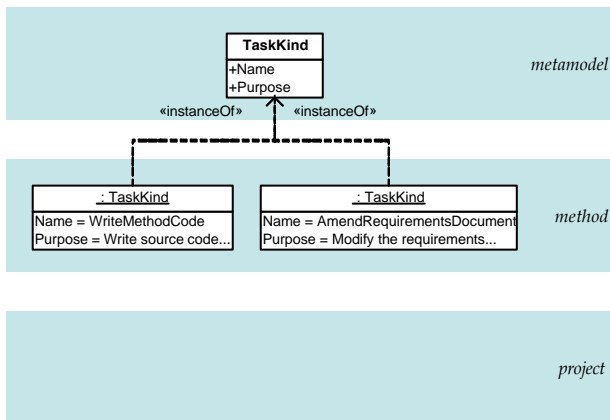 TaskKind
+Name
+Purpose
metamodel
«instanceOf» «instanceOf»
: TaskKind
Name = WriteMethodCode
Purpose = Write source code...
: TaskKind
Name = AmendRequirementsDocument
Purpose = Modify the requirements...
method
project